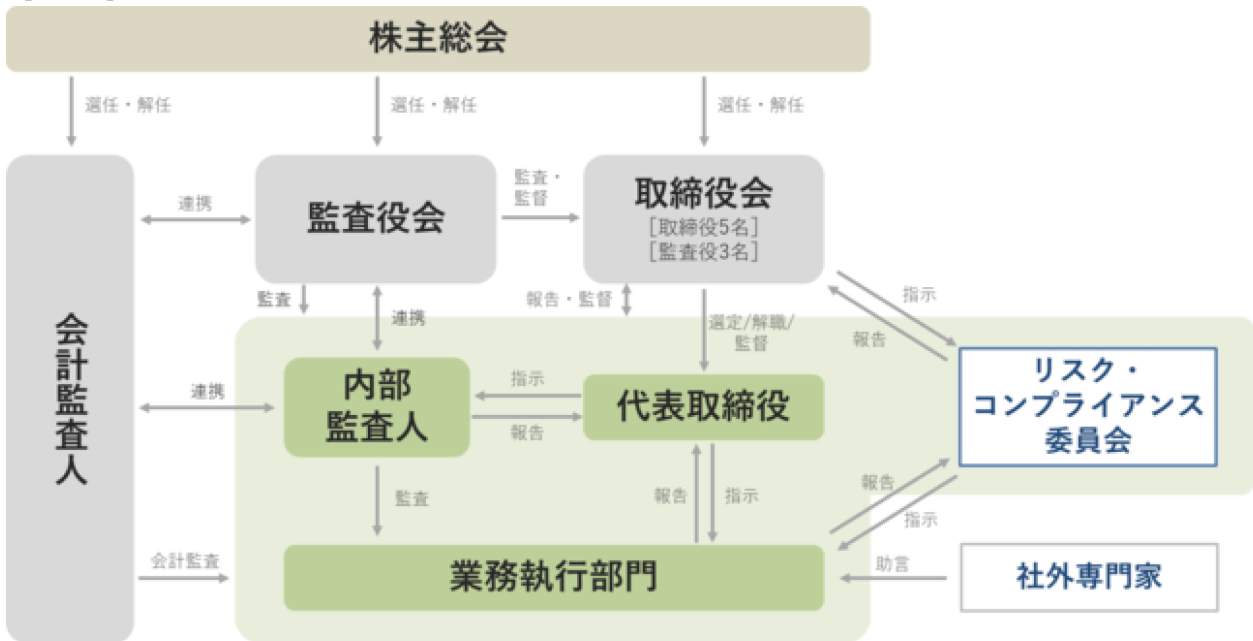 株主総会
選任・解任
選任・解任
選任・解任
連携
監査役会
監査・
監督
取締役会
[取締役5名]
[監査役3名]
監査
連携
報告・監督
選定/解職/
監督
指示
報告
会計監査人
連携
内部
監査人
指示
報告
代表取締役
リスク・
コンプライアンス
委員会
監査
報告
指示
報告
指示
会計監査
業務執行部門
助言
社外専門家